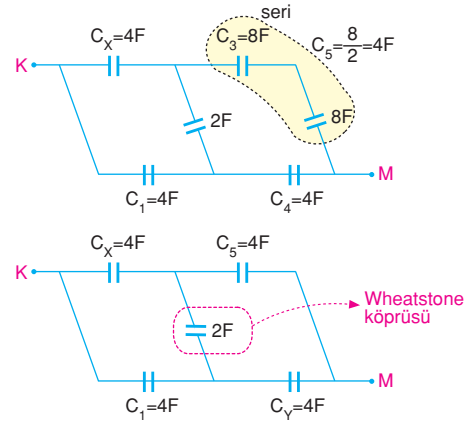 seri
C_X=4F
C_3=8F
C_5=8/2=4F
K
2F
8F
M
C_1=4F
C_4=4F
C_X=4F
C_5=4F
K
Wheatstone
köprüsü
2F
M
C_1=4F
C_Y=4F